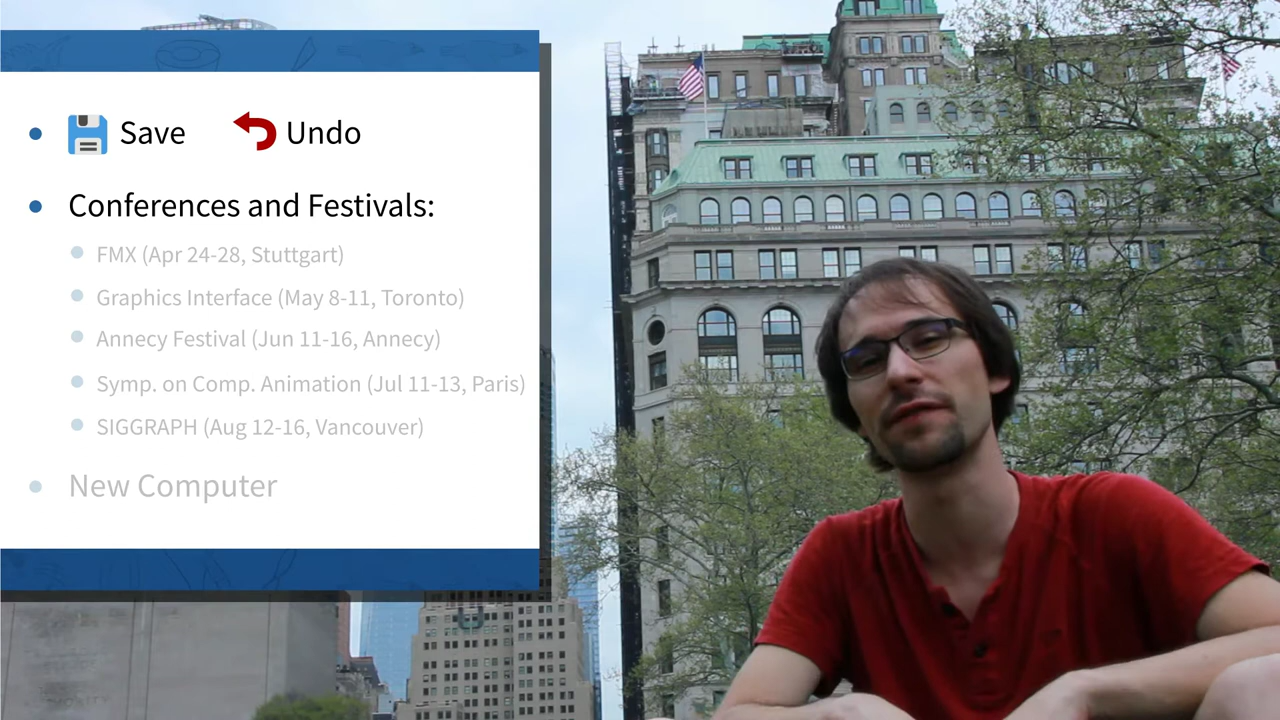 Save Undo
Conferences and Festivals:
FMX (Apr 24-28, Stuttgart)
Graphics Interface (May 8-11, Toronto)
Annecy Festival (Jun 11-16, Annecy)
Symp. on Comp. Animation (Jul 11-13, Paris)
SIGGRAPH (Aug 12-16, Vancouver)
New Computer